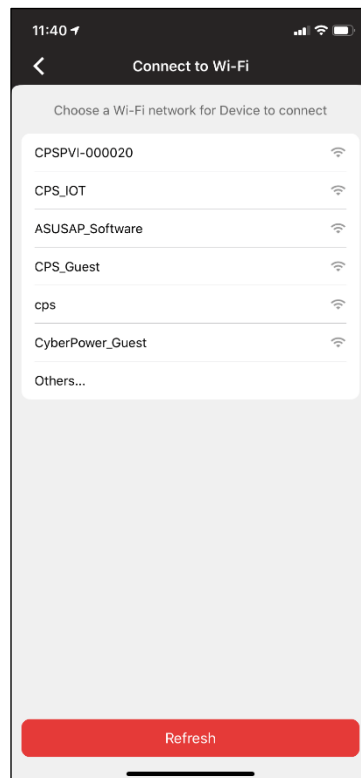 11:40
Connect to Wi-Fi
Choose a Wi-Fi network for Device to connect
CPSPVI-000020
CPS_IOT
ASUSAP_Software
CPS_Guest
cps
CyberPower_Guest
Others...
Refresh